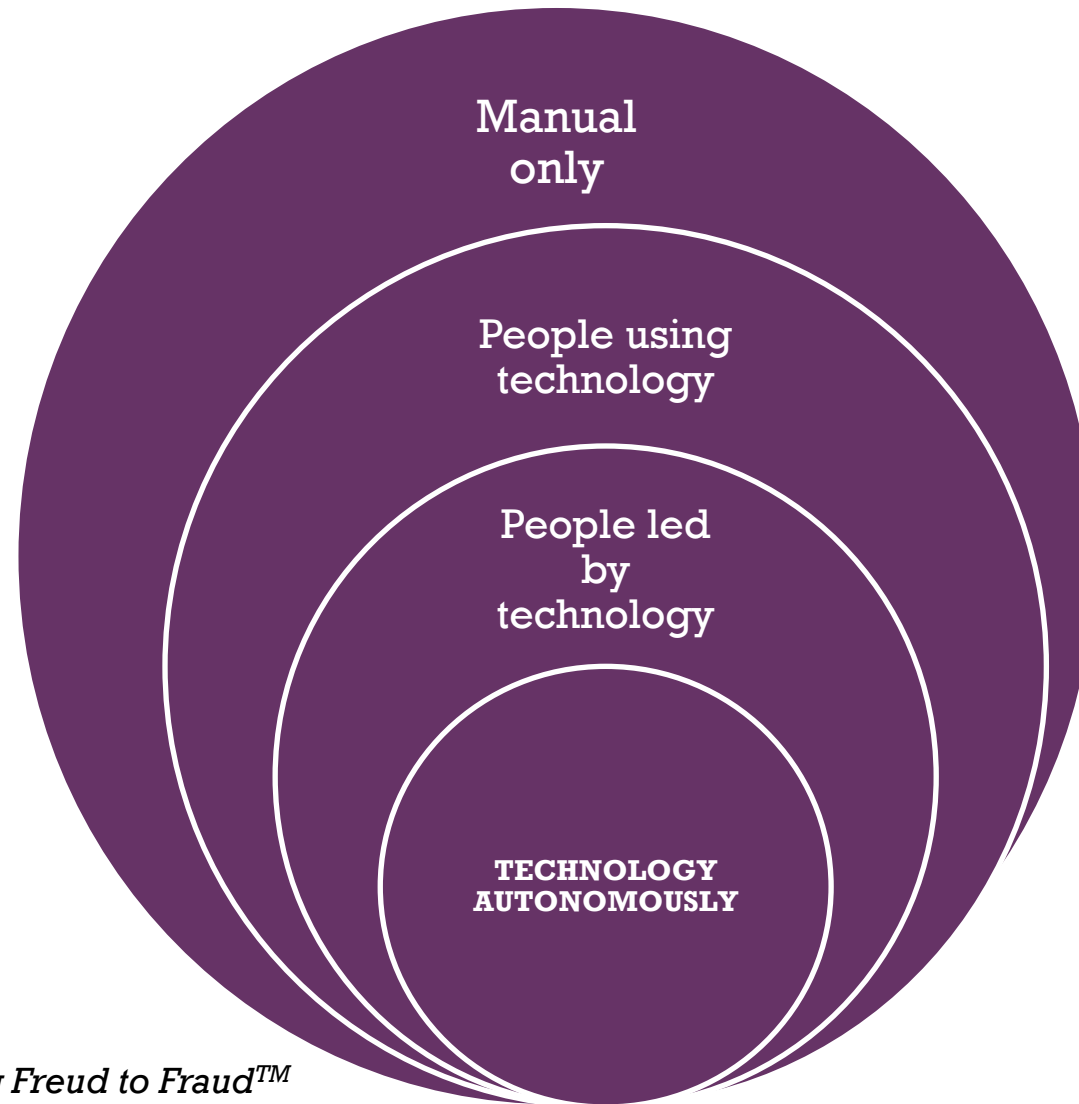 Manual
only
People using
technology
People led
by
technology
TECHNOLOGY
AUTONOMOUSLY
Freud to Fraud™